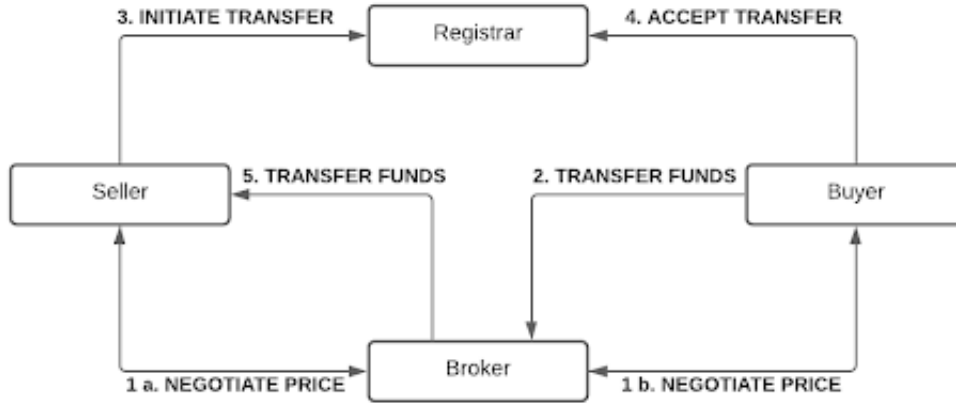 3. INITIATE TRANSFER
Registrar
4. ACCEPT TRANSFER
Seller
5. TRANSFER FUNDS
2. TRANSFER FUNDS
Buyer
1 a. NEGOTIATE PRICE
Broker
1 b. NEGOTIATE PRICE